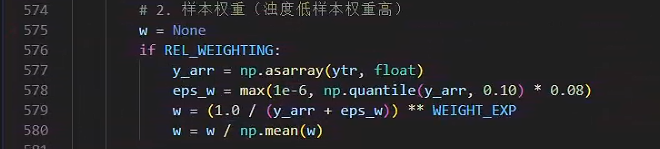 574 # 2. 样本权重（浊度低样本权重高）
575 w = None
576 if REL_WEIGHTING:
577 y_arr = np.asarray(ytr, float)
578 eps_w = max(1e-6, np.quantile(y_arr, 0.10) * 0.08)
579 w = (1.0 / (y_arr + eps_w)) ** WEIGHT_EXP
580 w = w / np.mean(w)